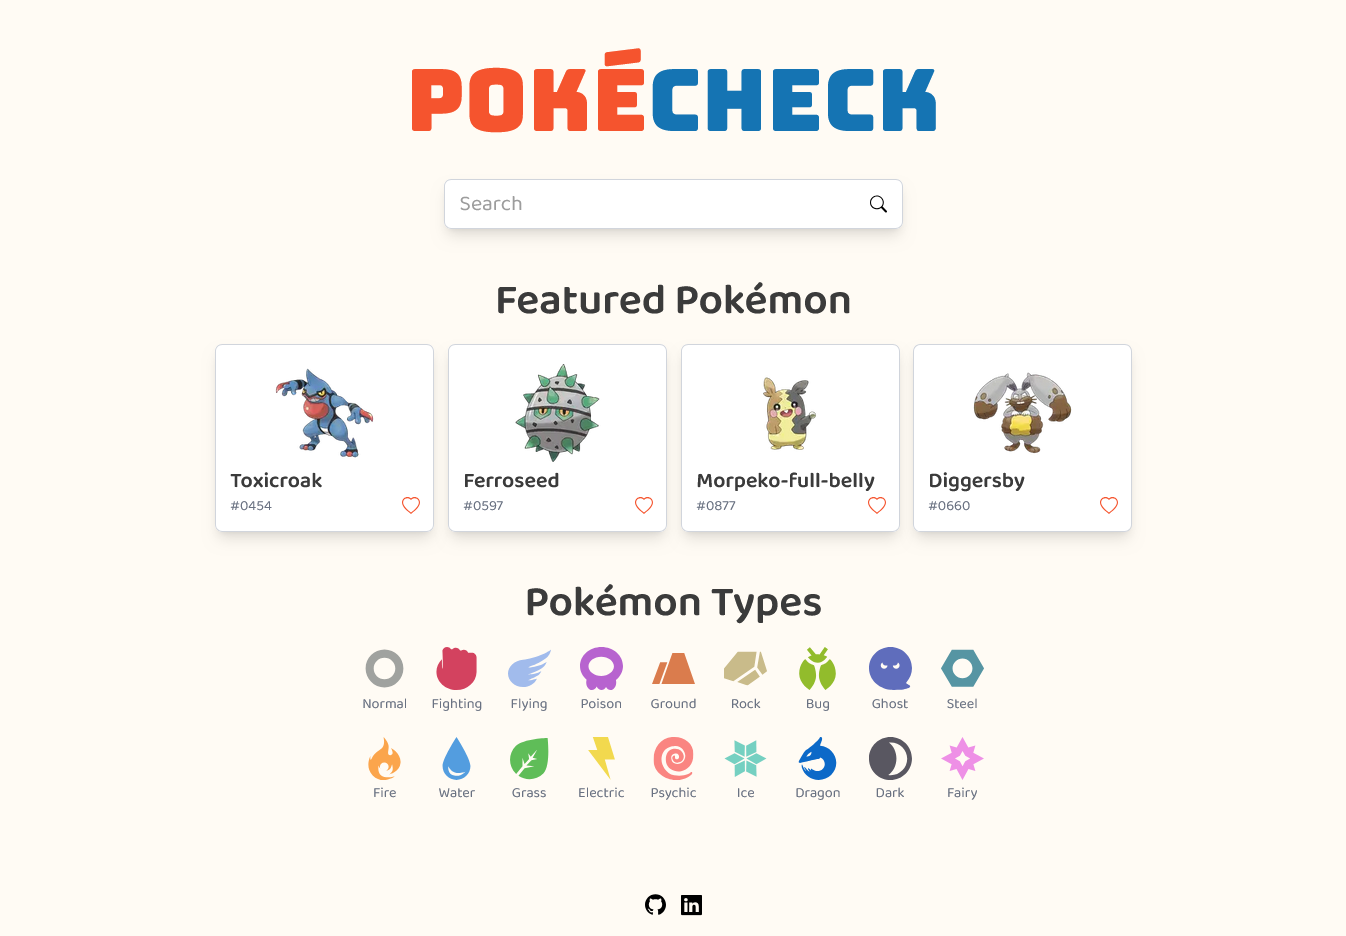 POKÉCHECK
Search
Featured Pokémon
Toxicroak
#0454
Ferroseed
#0597
Morpeko-full-belly
#0877
Diggersby
#0660
Pokémon Types
Normal Fighting Flying Poison Ground Rock Bug Ghost Steel
Fire Water Grass Electric Psychic Ice Dragon Dark Fairy
in